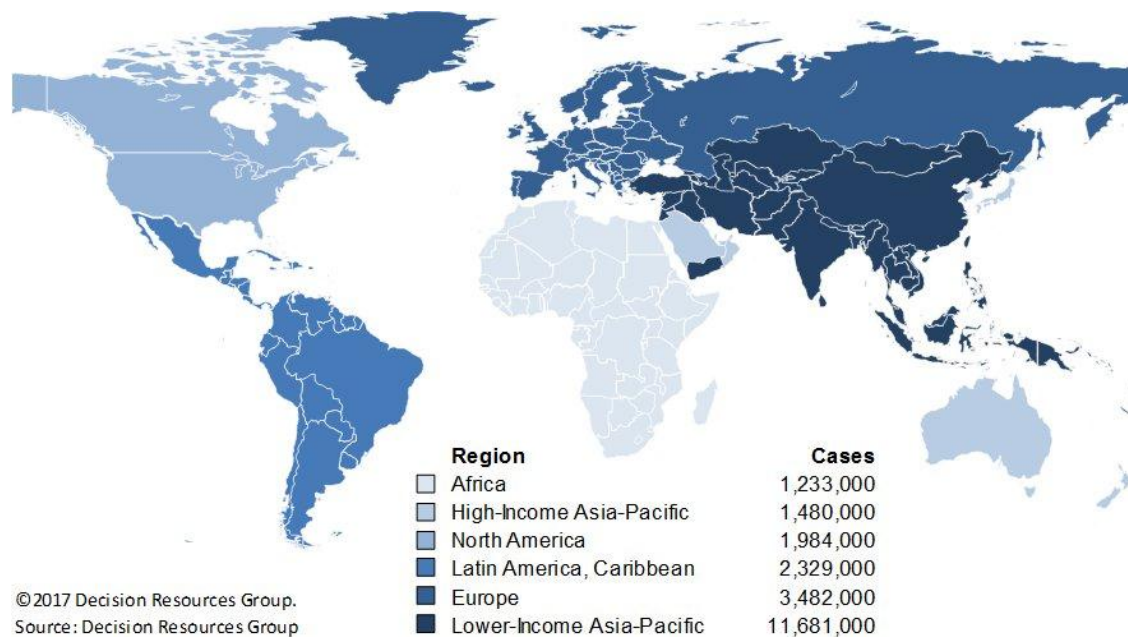 Region Cases
Africa 1,233,000
High-Income Asia-Pacific 1,480,000
North America 1,984,000
Latin America, Caribbean 2,329,000
Europe 3,482,000
Lower-Income Asia-Pacific 11,681,000
©2017 Decision Resources Group.
Source: Decision Resources Group